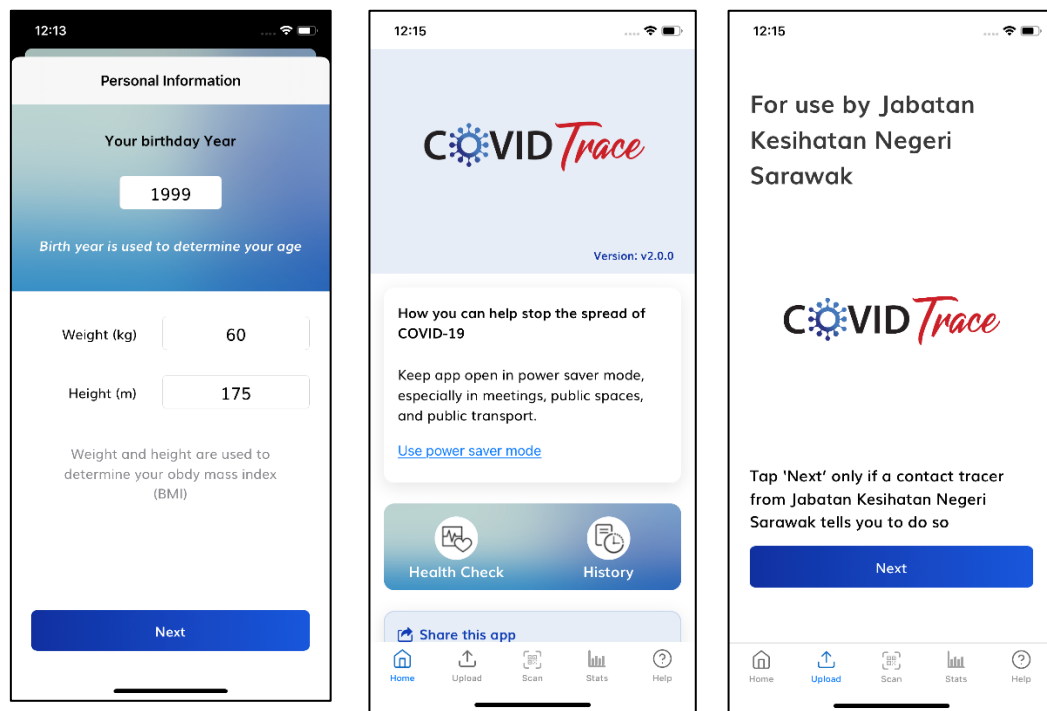 12:13
Personal Information
Your birthday Year
1999
Birth year is used to determine your age
Weight (kg)
60
Height (m)
175
Weight and height are used to
determine your obdy mass index
(BMI)
Next
12:15
COVID Trace
Version: v2.0.0
How you can help stop the spread of
COVID-19
Keep app open in power saver mode,
especially in meetings, public spaces,
and public transport.
Use power saver mode
Health Check
History
Share this app
Home
Upload
Scan
Stats
Help
12:15
For use by Jabatan
Kesihatan Negeri
Sarawak
COVID Trace
Tap 'Next' only if a contact tracer
from Jabatan Kesihatan Negeri
Sarawak tells you to do so
Next
Home
Upload
Scan
Stats
Help